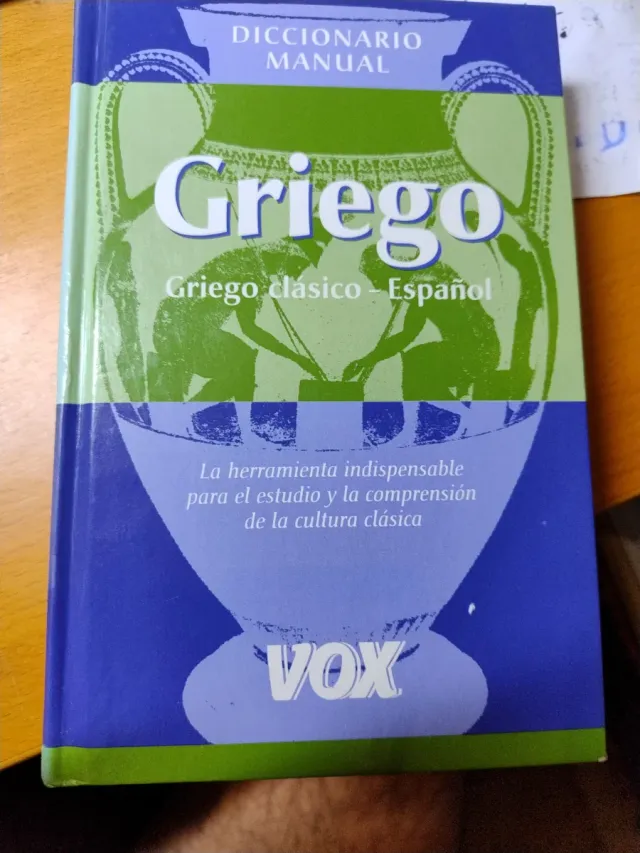 DICCIONARIO
MANUAL
Griego
Griego clásico - Español
La herramienta indispensable
para el estudio y la comprensión
de la cultura clásica
VOX